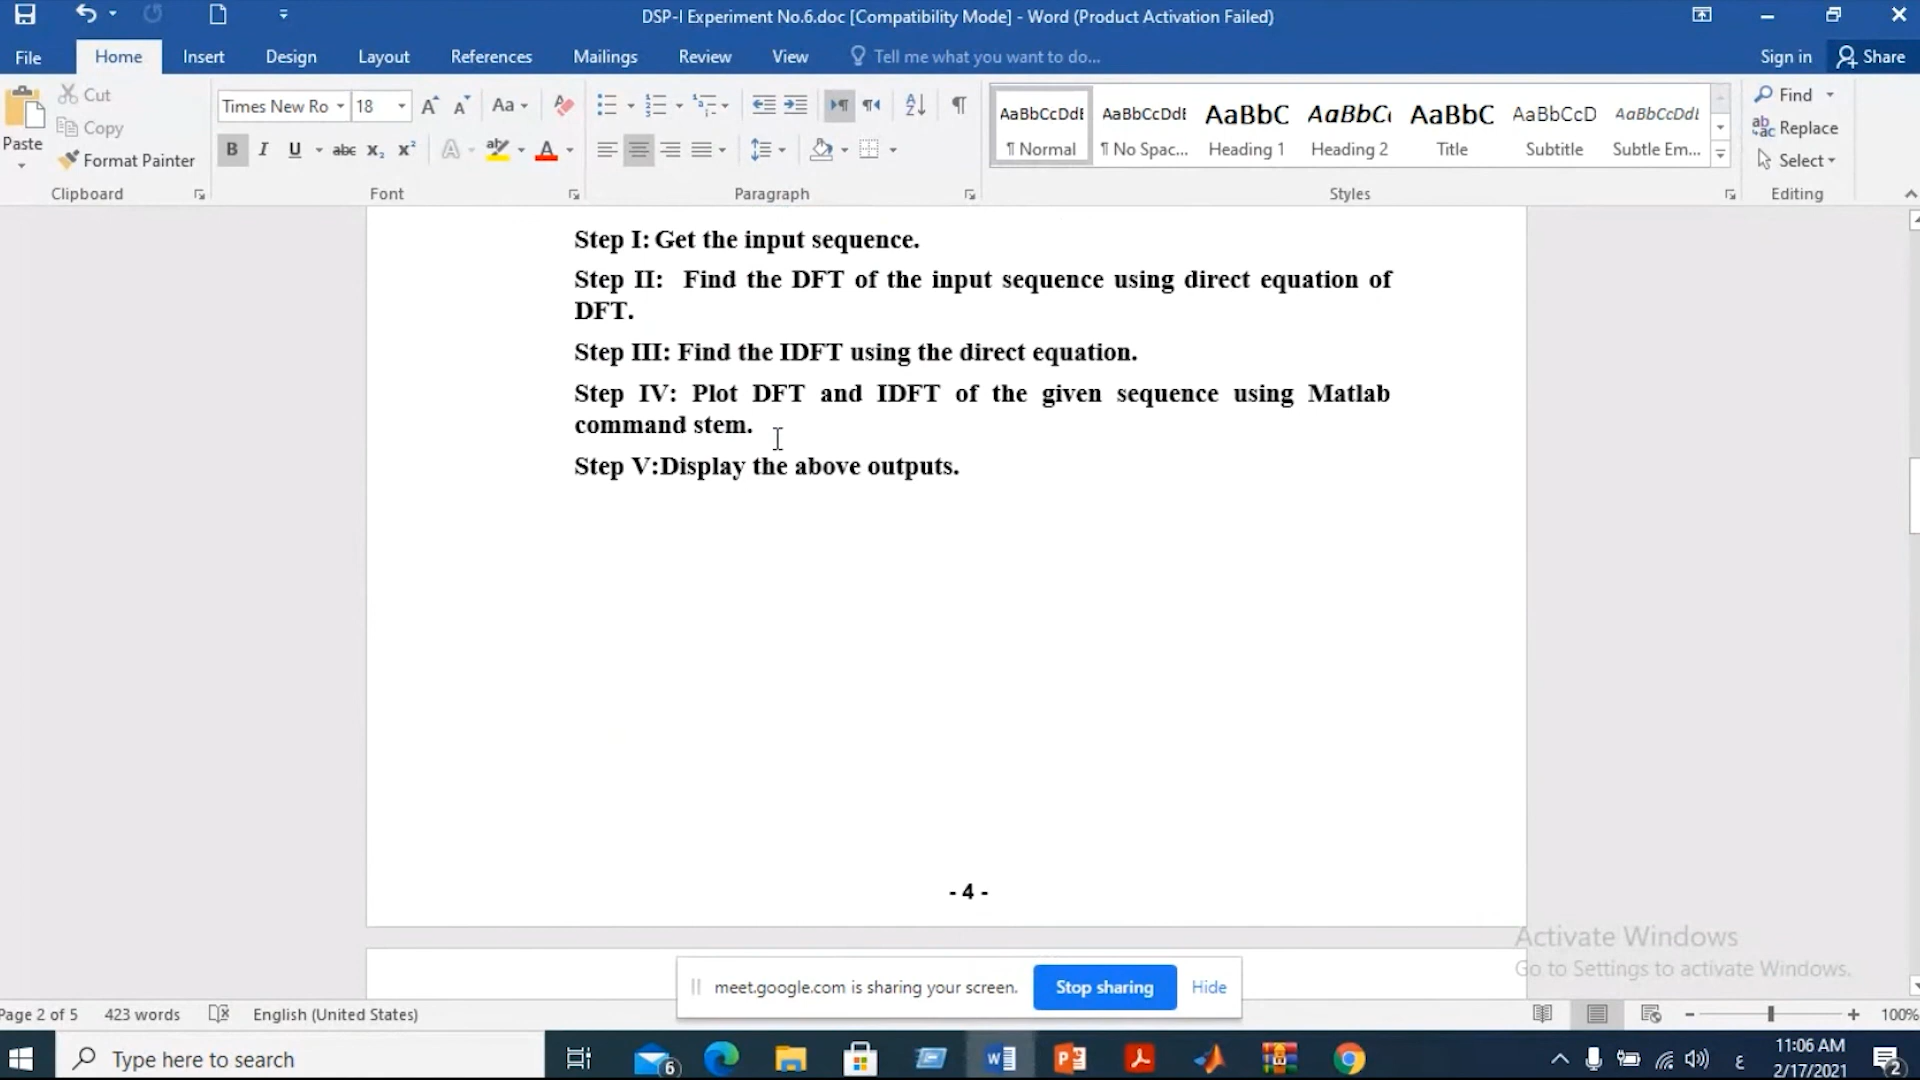 DSP-I Experiment No.6.doc [Compatibility Mode] - Word (Product Activation Failed)
File Home Insert Design Layout References Mailings Review View Tell me what you want to do... Sign in Share
Paste
Cut
Copy
Format Painter
Clipboard
Times New Ro 18
Font
Paragraph
AaBbCcDdE AaBbCcDdE AaBbC AaBbC AaBbC AaBbCcD AaBbCcDdE
¶ Normal ¶ No Spac... Heading 1 Heading 2 Title Subtitle Subtle Em...
Styles
Find
Replace
Select
Editing
Step I: Get the input sequence.
Step II: Find the DFT of the input sequence using direct equation of
DFT.
Step III: Find the IDFT using the direct equation.
Step IV: Plot DFT and IDFT of the given sequence using Matlab
command stem.
Step V:Display the above outputs.
- 4 -
Activate Windows
Go to Settings to activate Windows.
meet.google.com is sharing your screen. Stop sharing Hide
Page 2 of 5 423 words English (United States) 100%
Type here to search
6
ع
11:06 AM
2/17/2021
2